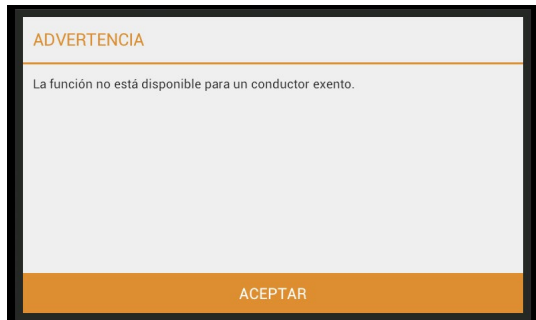 ADVERTENCIA
La función no está disponible para un conductor exento.
ACEPTAR